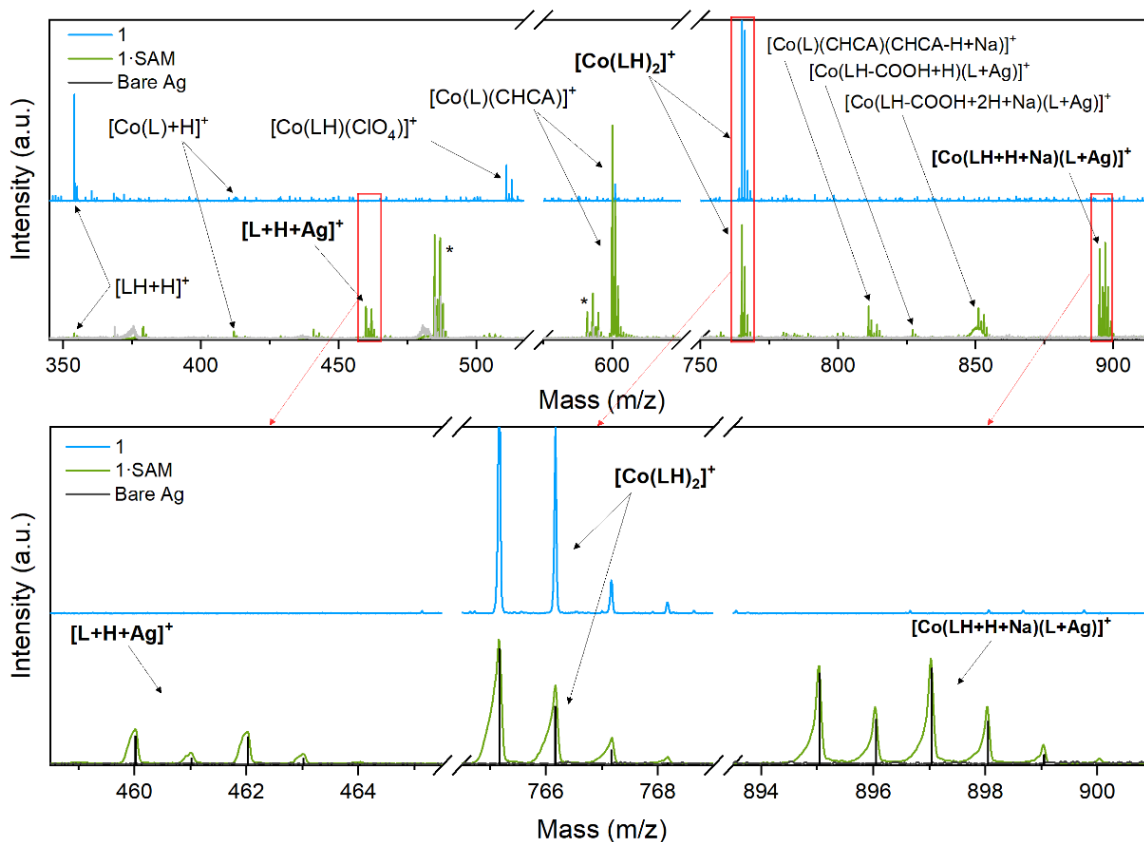 1
1·SAM
Bare Ag
[Co(L)+H]⁺
[Co(LH)(ClO₄)]⁺
[Co(L)(CHCA)]⁺
[Co(LH)₂]⁺
[Co(L)(CHCA)(CHCA-H+Na)]⁺
[Co(LH-COOH+H)(L+Ag)]⁺
[Co(LH-COOH+2H+Na)(L+Ag)]⁺
[Co(LH+H+Na)(L+Ag)]⁺
[L+H+Ag]⁺
*
*
[LH+H]⁺
Intensity (a.u.)
350 400 450 500 600 750 800 850 900
Mass (m/z)
1
1·SAM
Bare Ag
[Co(LH)₂]⁺
[L+H+Ag]⁺
[Co(LH+H+Na)(L+Ag)]⁺
Intensity (a.u.)
460 462 464 766 768 894 896 898 900
Mass (m/z)